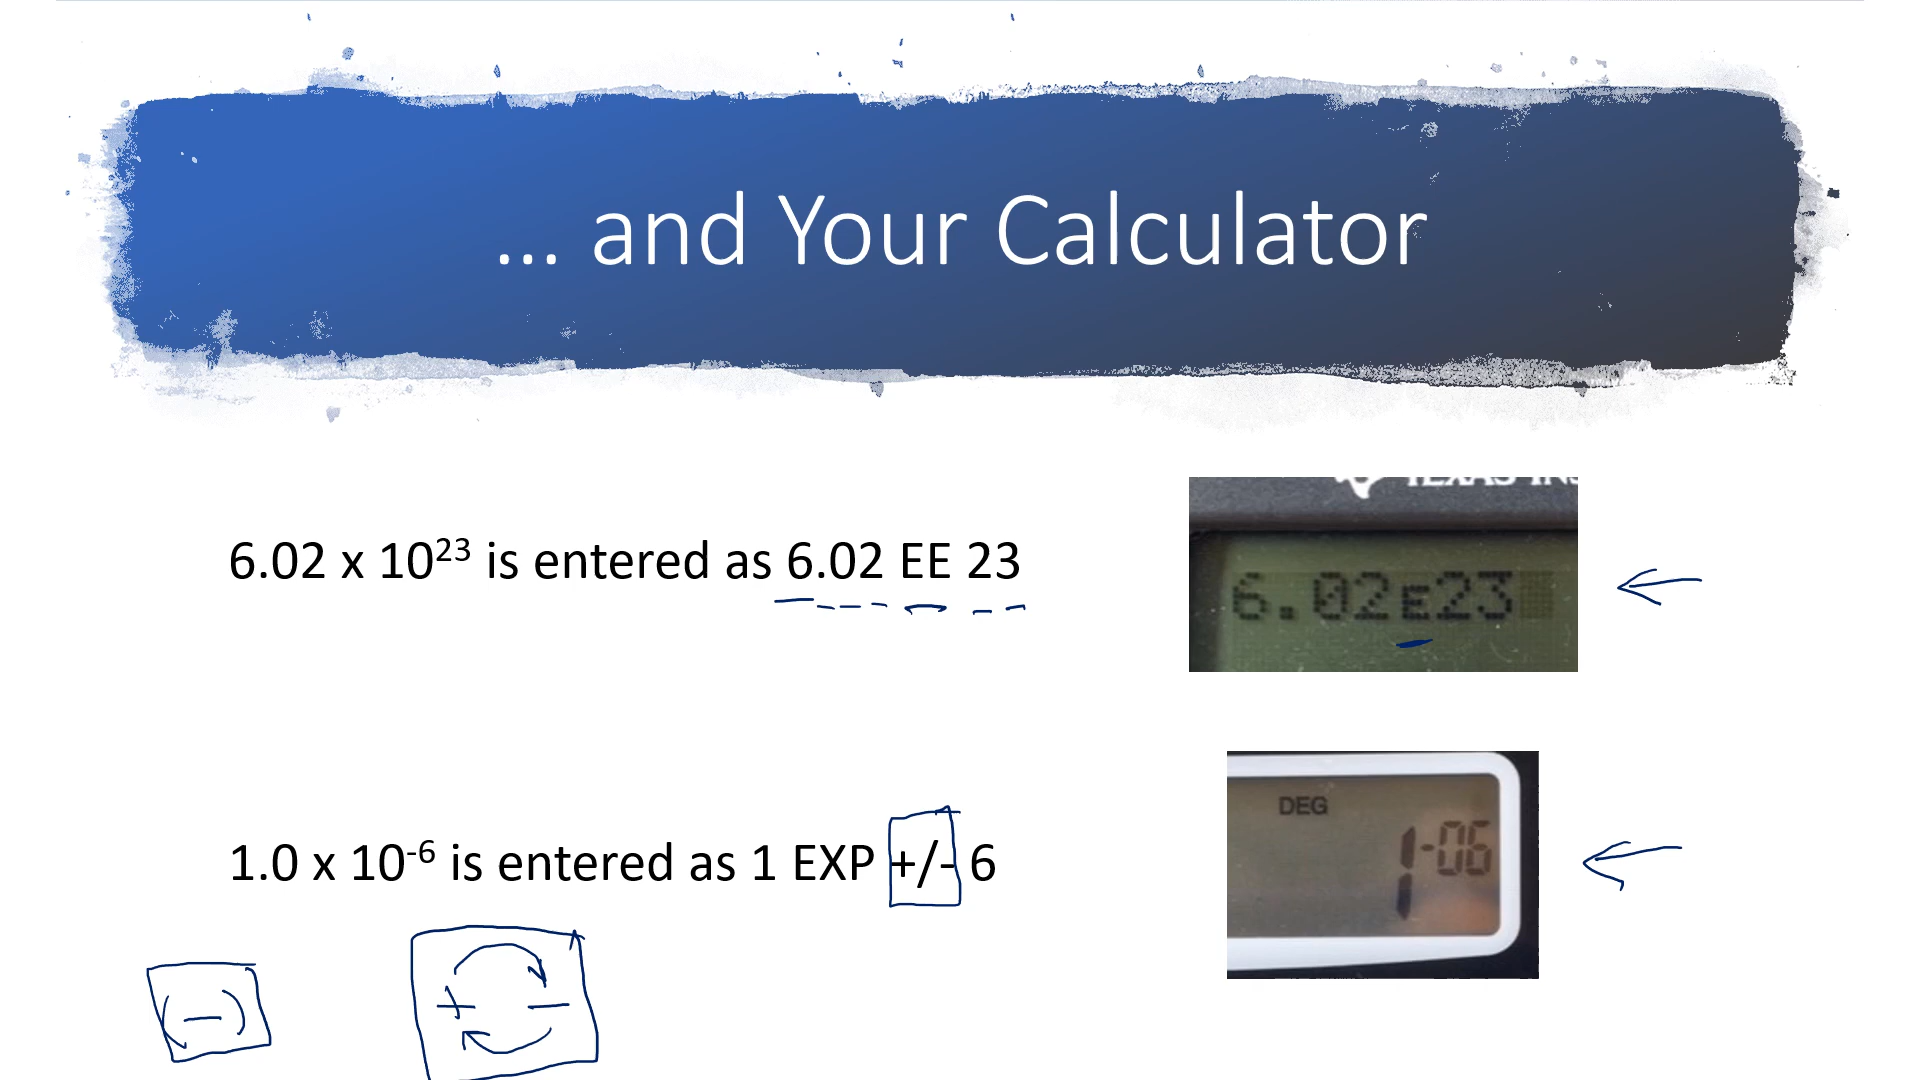 ... and Your Calculator
6.02 x 10²³ is entered as 6.02 EE 23
6.02E23
1.0 x 10⁻⁶ is entered as 1 EXP +/- 6
DEG
1-06
(-)
+ -